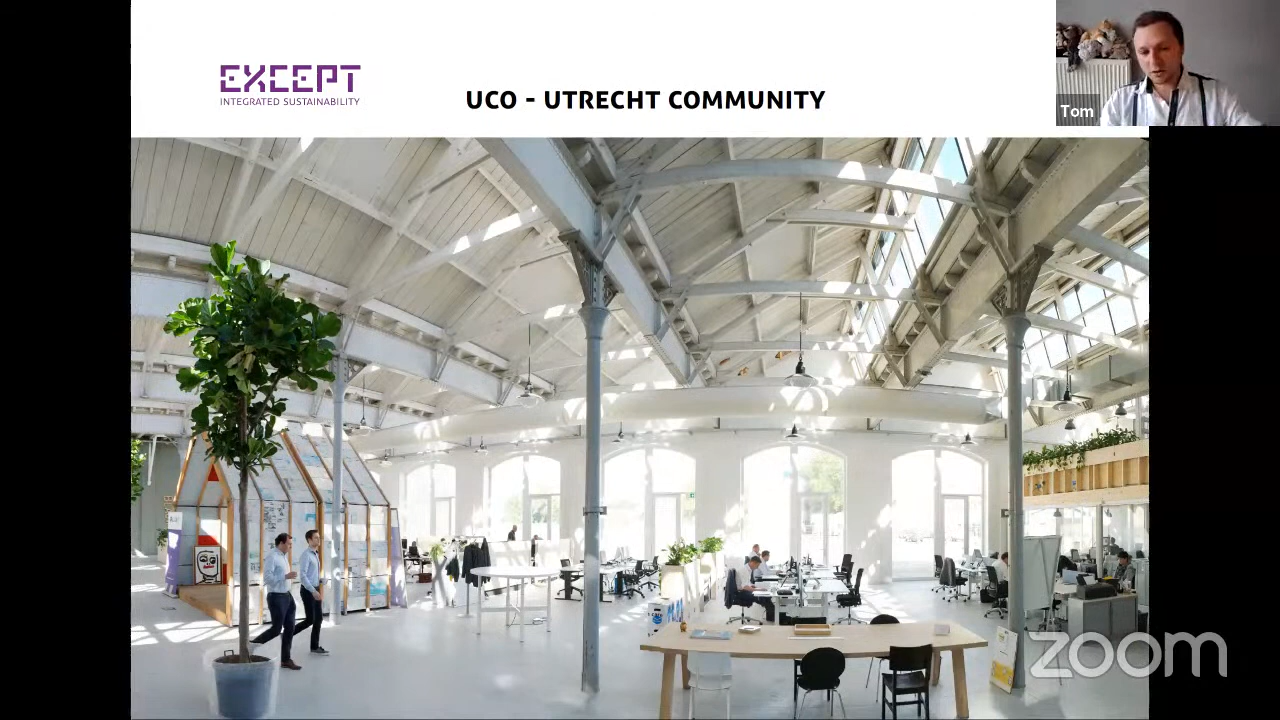 EXCEPT
INTEGRATED SUSTAINABILITY
UCO - UTRECHT COMMUNITY
Tom
zoom